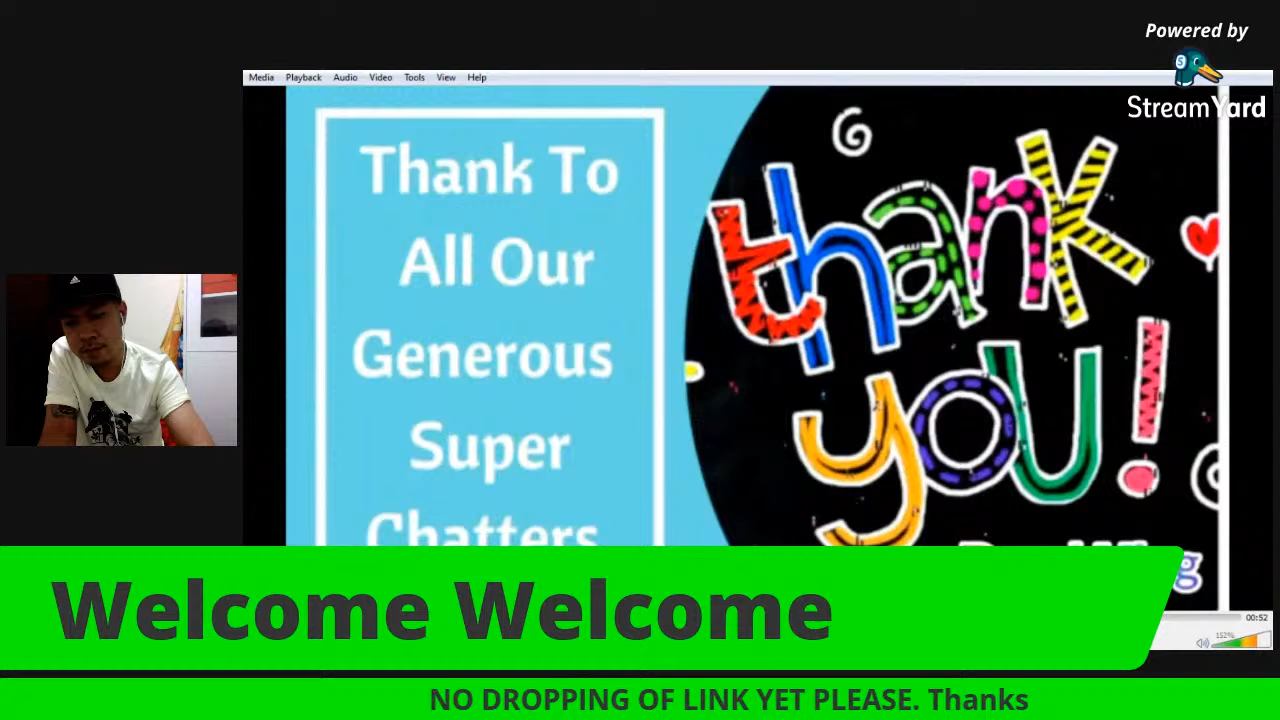 Powered by
StreamYard
Media Playback Audio Video Tools View Help
Thank To
All Our
Generous
Super
Chatters
thank
you!
00:52
152%
Welcome Welcome
NO DROPPING OF LINK YET PLEASE. Thanks